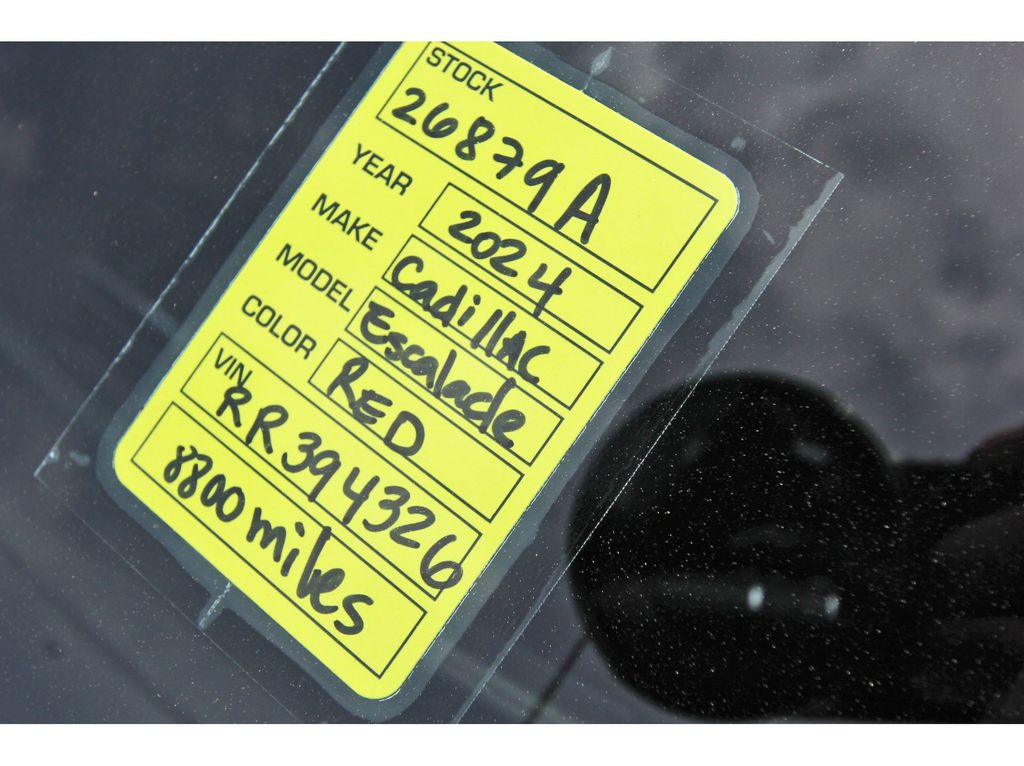 STOCK
26879A
YEAR 2024
MAKE CadillAC
MODEL Escalade
COLOR RED
VIN
RR394326
8800 miles